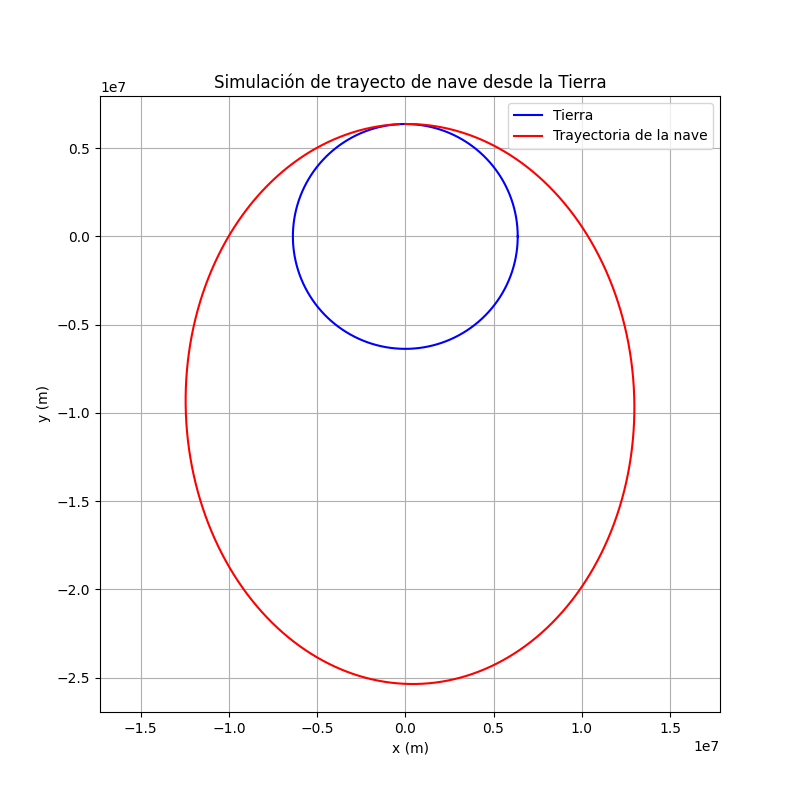 Simulación de trayecto de nave desde la Tierra
1e7
Tierra
Trayectoria de la nave
0.5
0.0
−0.5
−1.0
−1.5
−2.0
−2.5
y (m)
−1.5 −1.0 −0.5 0.0 0.5 1.0 1.5
x (m)
1e7